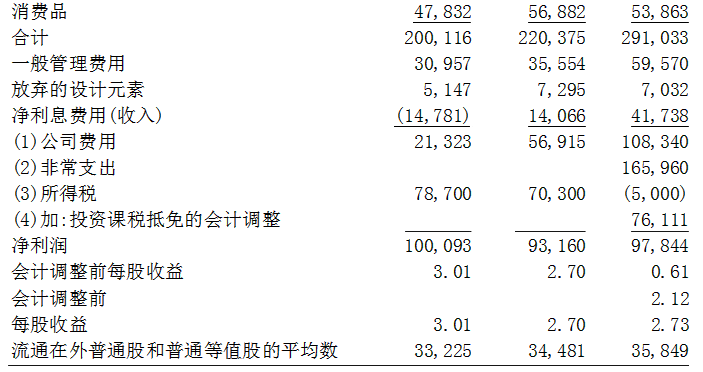 消费品 47,832 56,882 53,863
合计 200,116 220,375 291,033
一般管理费用 30,957 35,554 59,570
放弃的设计元素 5,147 7,295 7,032
净利息费用(收入) (14,781) 14,066 41,738
(1)公司费用 21,323 56,915 108,340
(2)非常支出 165,960
(3)所得税 78,700 70,300 (5,000)
(4)加:投资课税抵免的会计调整 76,111
净利润 100,093 93,160 97,844
会计调整前每股收益 3.01 2.70 0.61
会计调整前 2.12
每股收益 3.01 2.70 2.73
流通在外普通股和普通等值股的平均数 33,225 34,481 35,849